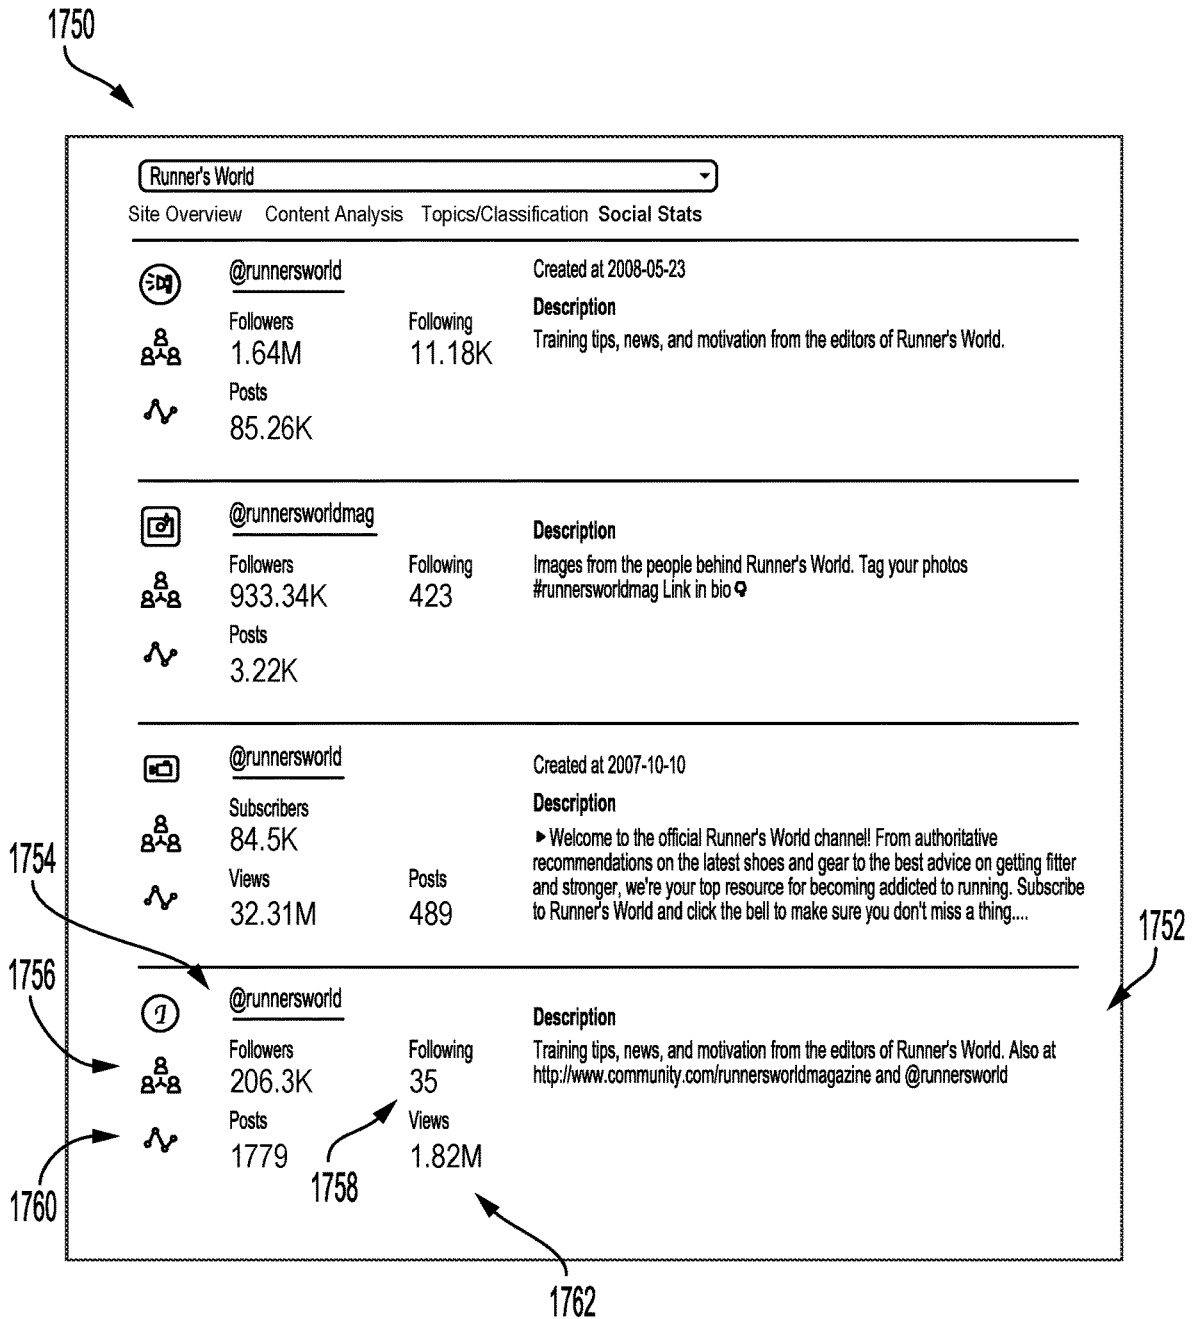 1750
Runner's World
Site Overview Content Analysis Topics/Classification Social Stats
@runnersworld
Created at 2008-05-23
Description
Followers Following
Training tips, news, and motivation from the editors of Runner's World.
1.64M 11.18K
Posts
85.26K
@runnersworldmag
Description
Followers Following
Images from the people behind Runner's World. Tag your photos
#runnersworldmag Link in bio
933.34K 423
Posts
3.22K
@runnersworld
Created at 2007-10-10
Description
Subscribers
84.5K
Welcome to the official Runner's World channel! From authoritative
recommendations on the latest shoes and gear to the best advice on getting fitter
and stronger, we're your top resource for becoming addicted to running. Subscribe
to Runner's World and click the bell to make sure you don't miss a thing....
Views Posts
32.31M 489
1754
1752
1756
@runnersworld
I
Description
Followers Following
Training tips, news, and motivation from the editors of Runner's World. Also at
http://www.community.com/runnersworldmagazine and @runnersworld
206.3K 35
Posts Views
1779 1.82M
1758
1760
1762